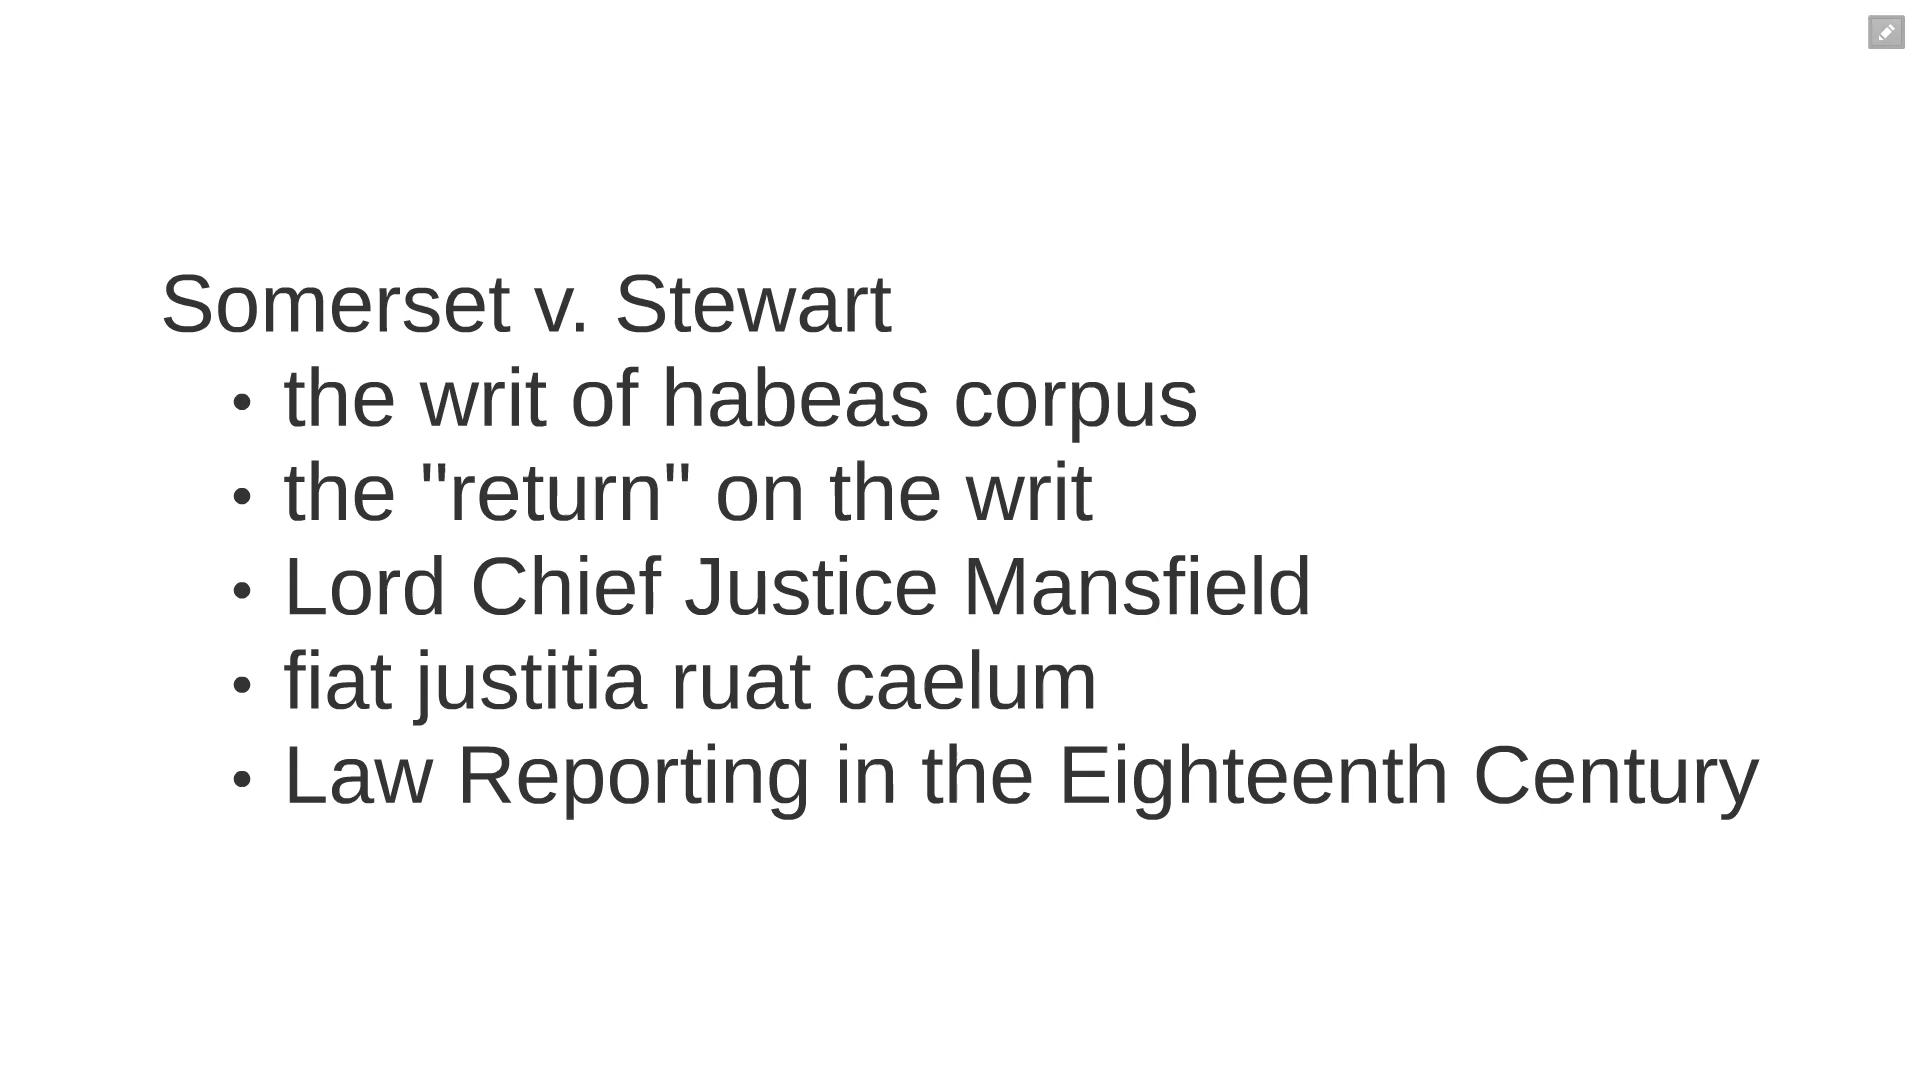 Somerset v. Stewart
• the writ of habeas corpus
• the "return" on the writ
• Lord Chief Justice Mansfield
• fiat justitia ruat caelum
• Law Reporting in the Eighteenth Century